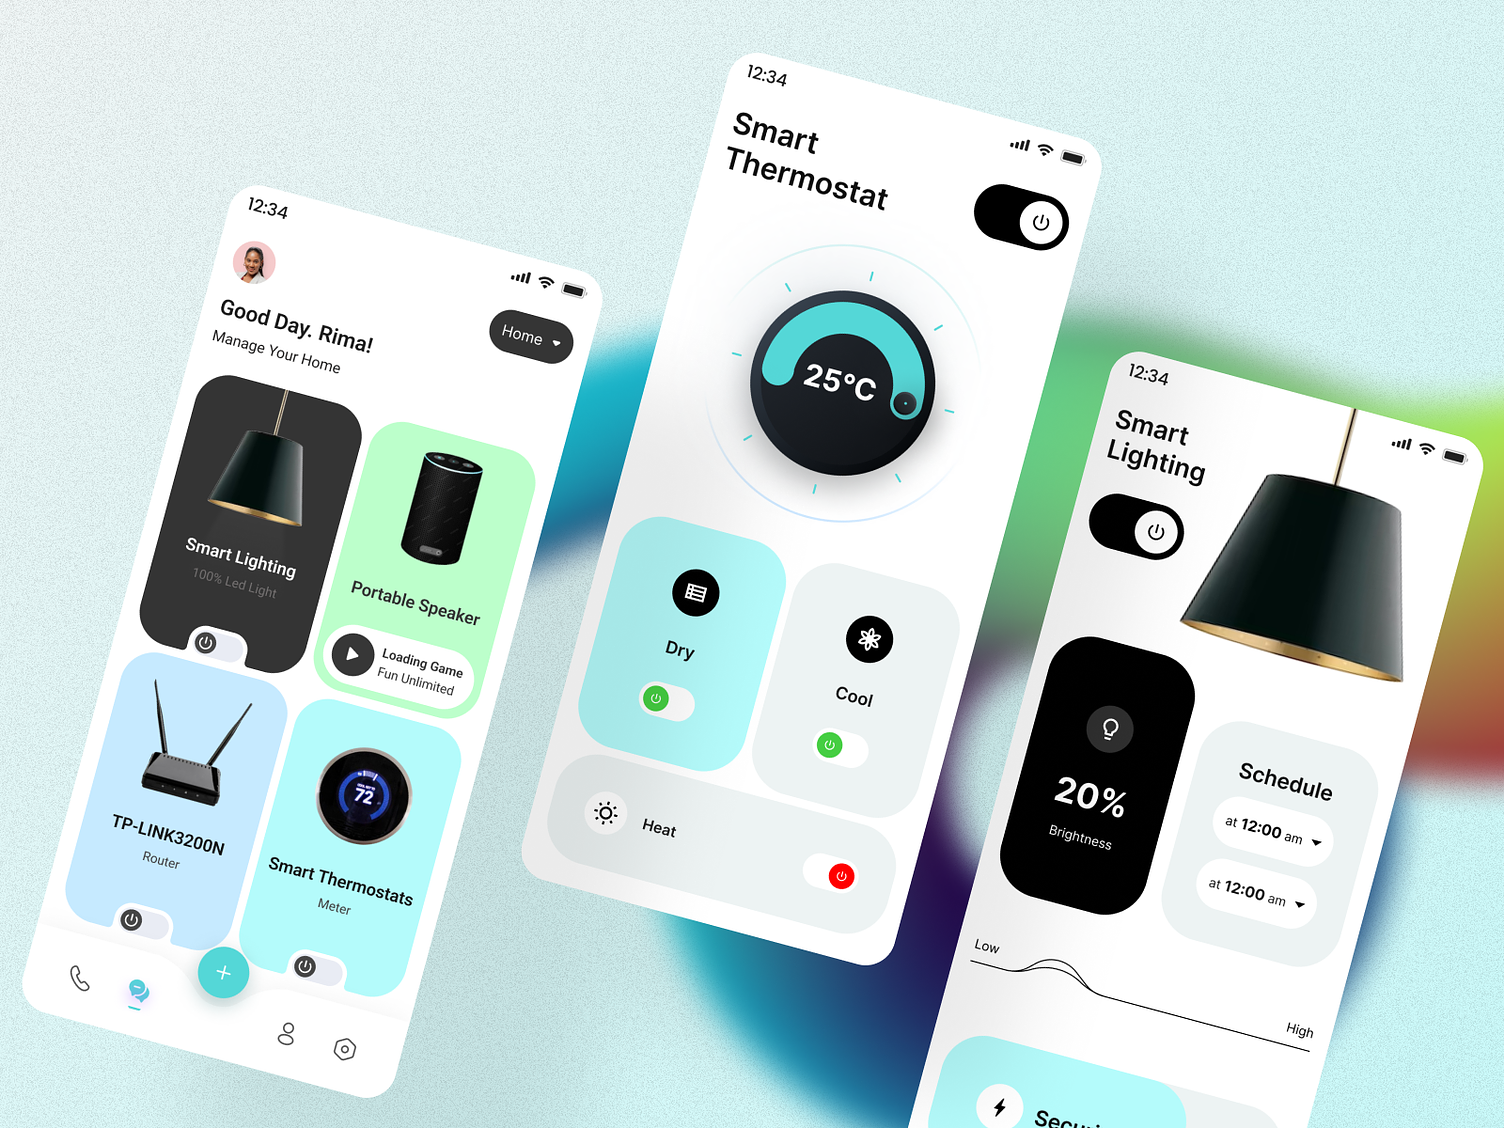 12:34
Good Day. Rima!
Manage Your Home
Home
Smart Lighting
100% Led Light
Portable Speaker
Loading Game
Fun Unlimited
TP-LINK3200N
Router
72
Smart Thermostats
Meter
12:34
Smart
Thermostat
25°C
Dry
Cool
Heat
12:34
Smart
Lighting
20%
Brightness
Schedule
at 12:00 am
at 12:00 am
Low
High